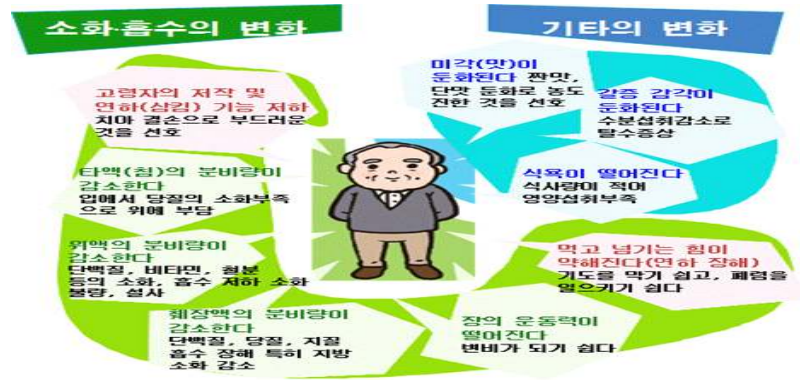 소화흡수의 변화
고령자의 저작 및
연하(삼킴) 기능 저하
치아 결손으로 부드러운
것을 선호
타액(침)의 분비량이
감소한다
입에서 당질의 소화부족
으로 위에 부담
위액의 분비량이
감소한다
단백질, 비타민, 철분
등의 소화, 흡수 저하 소화
불량, 설사
췌장액의 분비량이
감소한다
단백질, 당질, 지질
흡수 장해 특히 지방
소화 감소
장의 운동력이
떨어진다
변비가 되기 쉽다
기타의 변화
미각(맛)이
둔화된다 짠맛,
단맛 둔화로 농도
진한 것을 선호
갈증 감각이
둔화된다
수분섭취감소로
탈수증상
식욕이 떨어진다
식사량이 적어
영양섭취부족
먹고 넘기는 힘이
약해진다(연하 장해)
기도를 막기 쉽고, 폐렴을
일으키기 쉽다